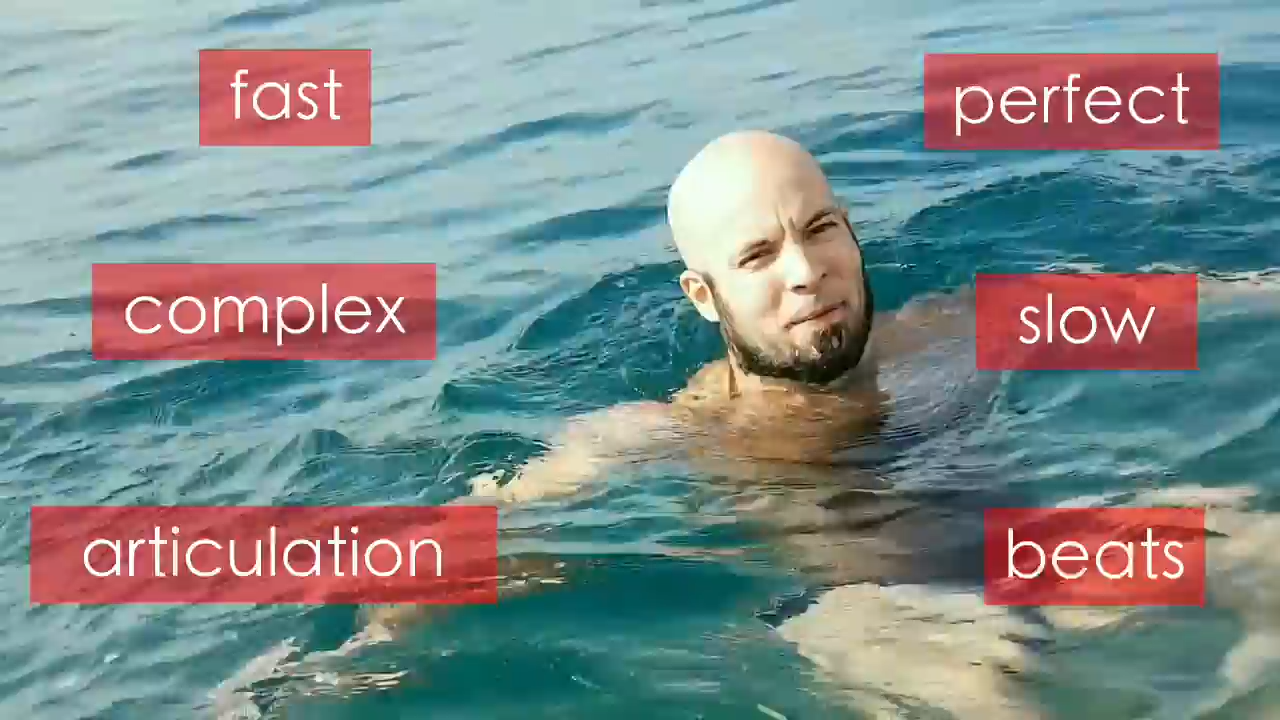 fast
perfect
complex
slow
articulation
beats